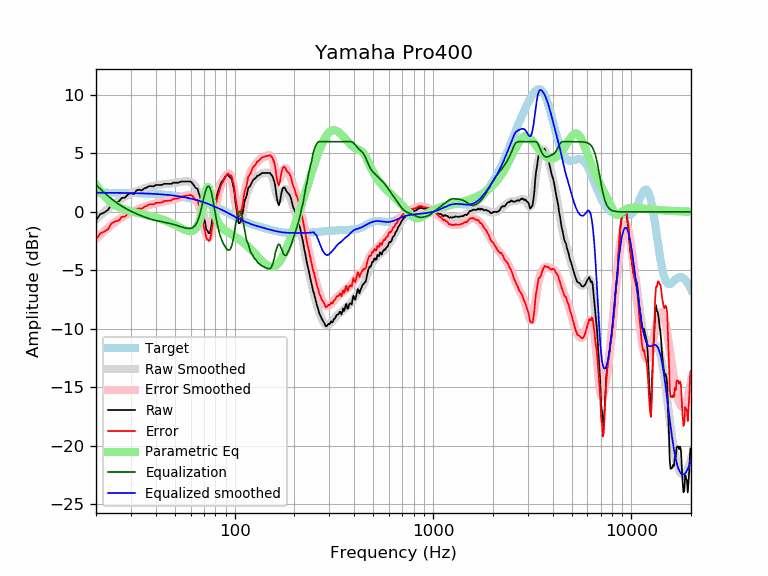 Yamaha Pro400
Amplitude (dBr)
10
5
0
−5
−10
−15
−20
−25
Target
Raw Smoothed
Error Smoothed
Raw
Error
Parametric Eq
Equalization
Equalized smoothed
100 1000 10000
Frequency (Hz)